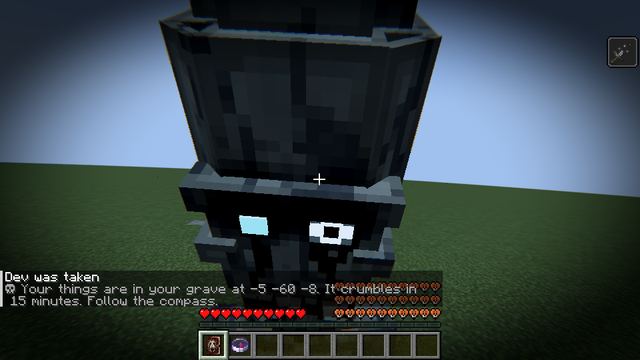 Dev was taken
Your things are in your grave at -5 -60 -8. It crumbles in
15 minutes. Follow the compass.